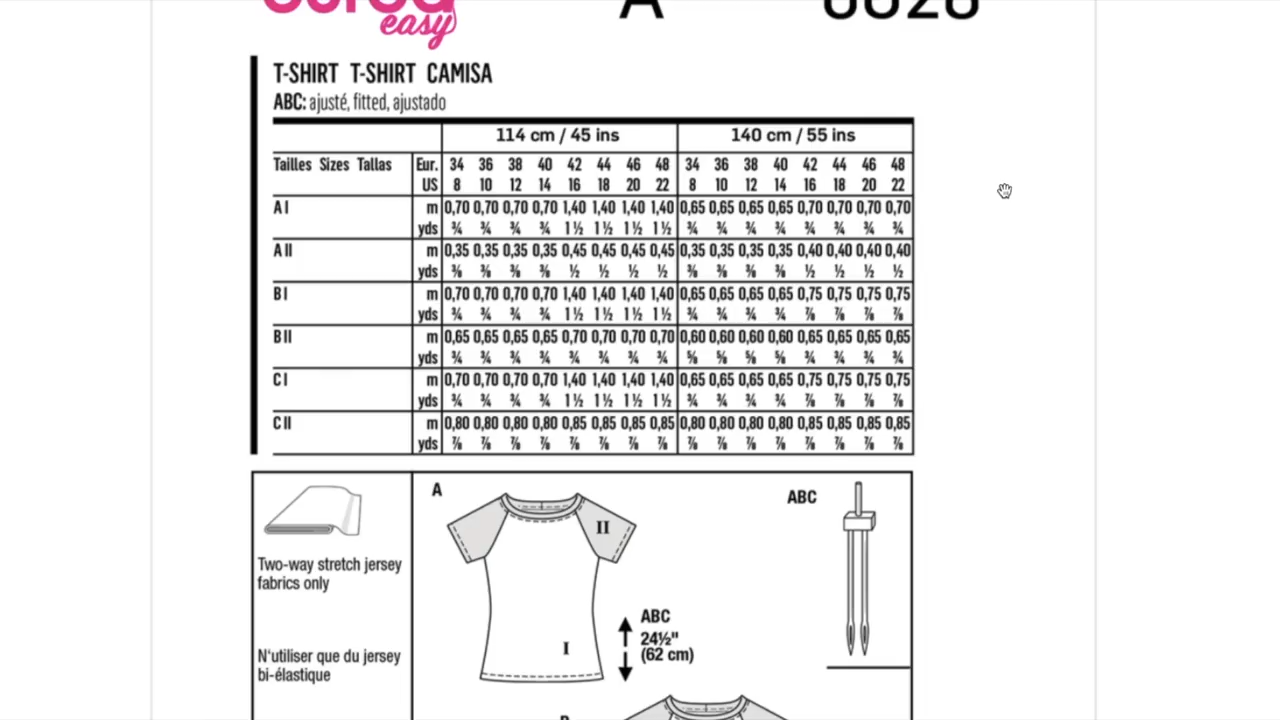 easy A
T-SHIRT T-SHIRT CAMISA
ABC: ajusté, fitted, ajustado
114 cm / 45 ins 140 cm / 55 ins
Tailles Sizes Tallas Eur. 34 36 38 40 42 44 46 48 34 36 38 40 42 44 46 48
US 8 10 12 14 16 18 20 22 8 10 12 14 16 18 20 22
A I m 0,70 0,70 0,70 0,70 1,40 1,40 1,40 1,40 0,65 0,65 0,65 0,65 0,70 0,70 0,70 0,70
yds ¾ ¾ ¾ ¾ 1½ 1½ 1½ 1½ ¾ ¾ ¾ ¾ ¾ ¾ ¾ ¾
A II m 0,35 0,35 0,35 0,35 0,45 0,45 0,45 0,45 0,35 0,35 0,35 0,35 0,40 0,40 0,40 0,40
yds ⅜ ⅜ ⅜ ⅜ ½ ½ ½ ½ ⅜ ⅜ ⅜ ⅜ ½ ½ ½ ½
B I m 0,70 0,70 0,70 0,70 1,40 1,40 1,40 1,40 0,65 0,65 0,65 0,65 0,75 0,75 0,75 0,75
yds ¾ ¾ ¾ ¾ 1½ 1½ 1½ 1½ ¾ ¾ ¾ ¾ ⅞ ⅞ ⅞ ⅞
B II m 0,65 0,65 0,65 0,65 0,70 0,70 0,70 0,70 0,60 0,60 0,60 0,60 0,65 0,65 0,65 0,65
yds ¾ ¾ ¾ ¾ ¾ ¾ ¾ ¾ ⅝ ⅝ ⅝ ⅝ ¾ ¾ ¾ ¾
C I m 0,70 0,70 0,70 0,70 1,40 1,40 1,40 1,40 0,65 0,65 0,65 0,65 0,75 0,75 0,75 0,75
yds ¾ ¾ ¾ ¾ 1½ 1½ 1½ 1½ ¾ ¾ ¾ ¾ ⅞ ⅞ ⅞ ⅞
C II m 0,80 0,80 0,80 0,80 0,85 0,85 0,85 0,85 0,80 0,80 0,80 0,80 0,85 0,85 0,85 0,85
yds ⅞ ⅞ ⅞ ⅞ ⅞ ⅞ ⅞ ⅞ ⅞ ⅞ ⅞ ⅞ ⅞ ⅞ ⅞ ⅞
A ABC
II
Two-way stretch jersey
fabrics only
ABC
24½"
(62 cm)
I
N'utiliser que du jersey
bi-élastique